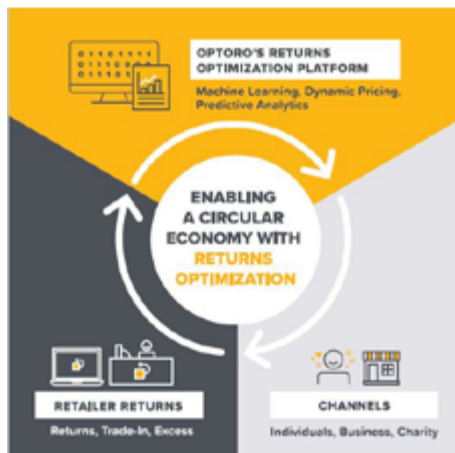 OPTORO'S RETURNS
OPTIMIZATION PLATFORM
Machine Learning, Dynamic Pricing,
Predictive Analytics
ENABLING
A CIRCULAR
ECONOMY WITH
RETURNS
OPTIMIZATION
RETAILER RETURNS
Returns, Trade-In, Excess
CHANNELS
Individuals, Business, Charity